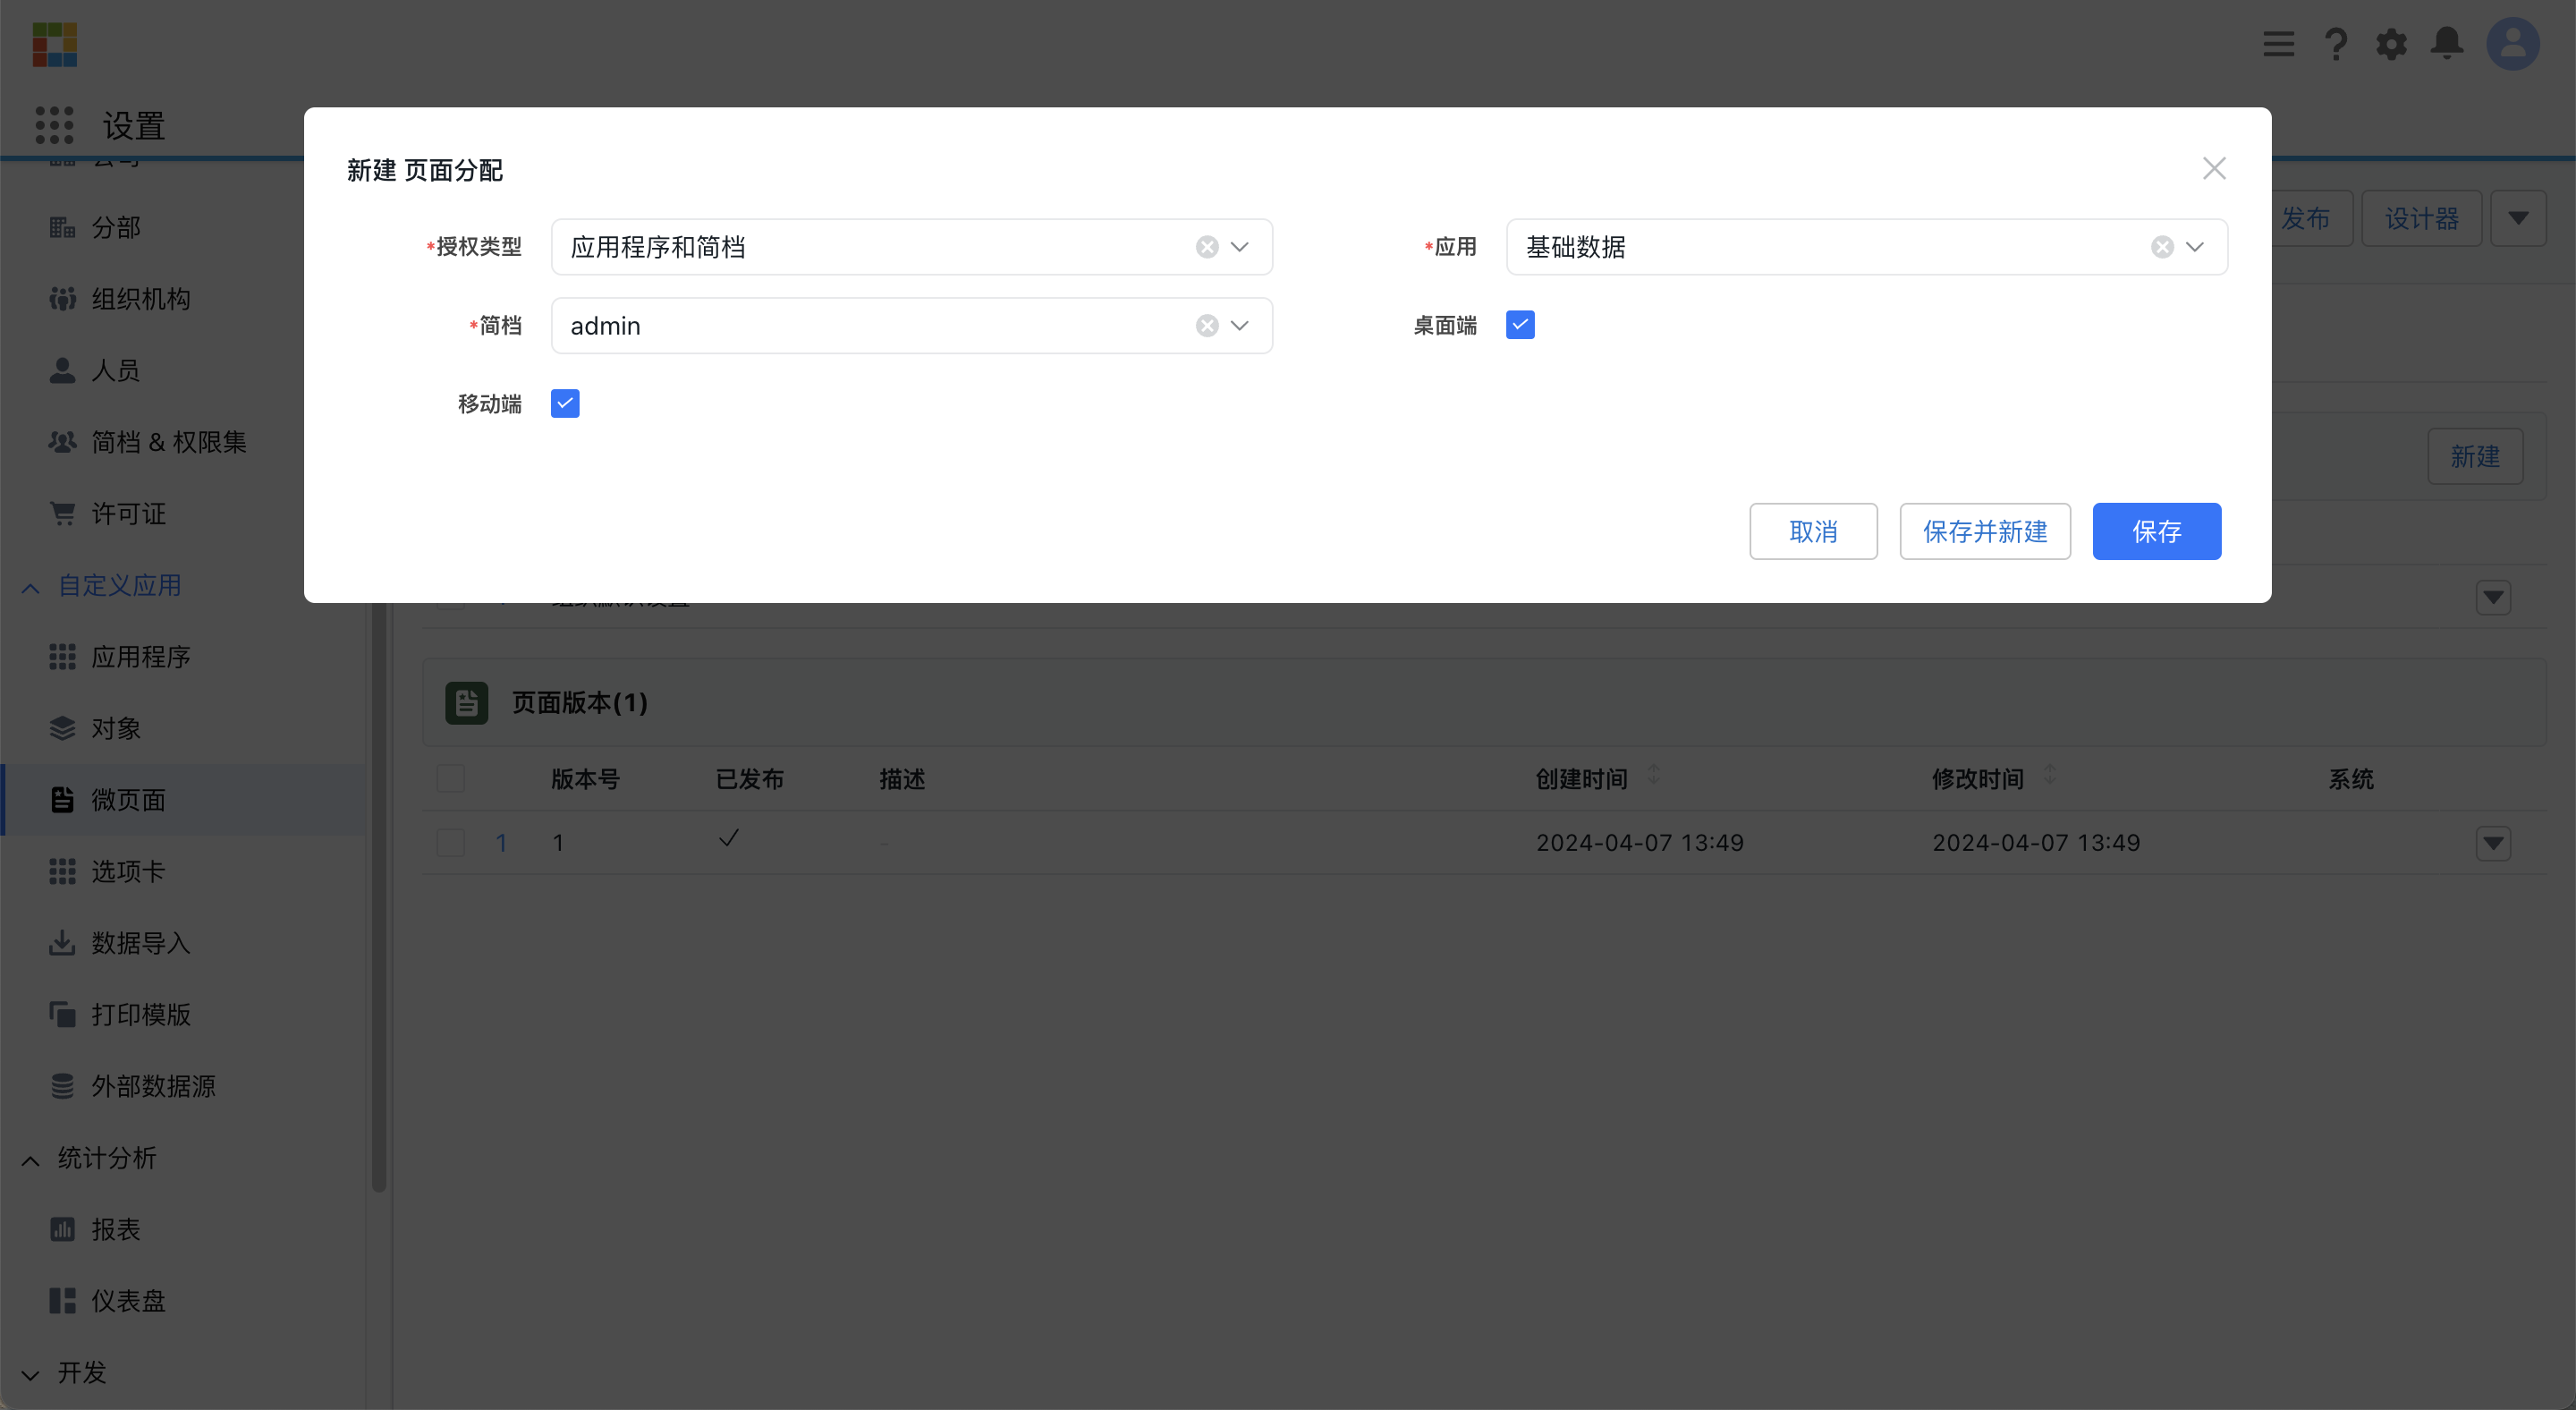 设置
新建 页面分配
*授权类型 应用程序和简档
*应用 基础数据
*简档 admin
桌面端
移动端
取消 保存并新建 保存
发布 设计器
新建
分部
组织机构
人员
简档 & 权限集
许可证
自定义应用
应用程序
对象
微页面
选项卡
数据导入
打印模版
外部数据源
统计分析
报表
仪表盘
开发
页面版本(1)
版本号 已发布 描述 创建时间 修改时间 系统
1 1 - 2024-04-07 13:49 2024-04-07 13:49